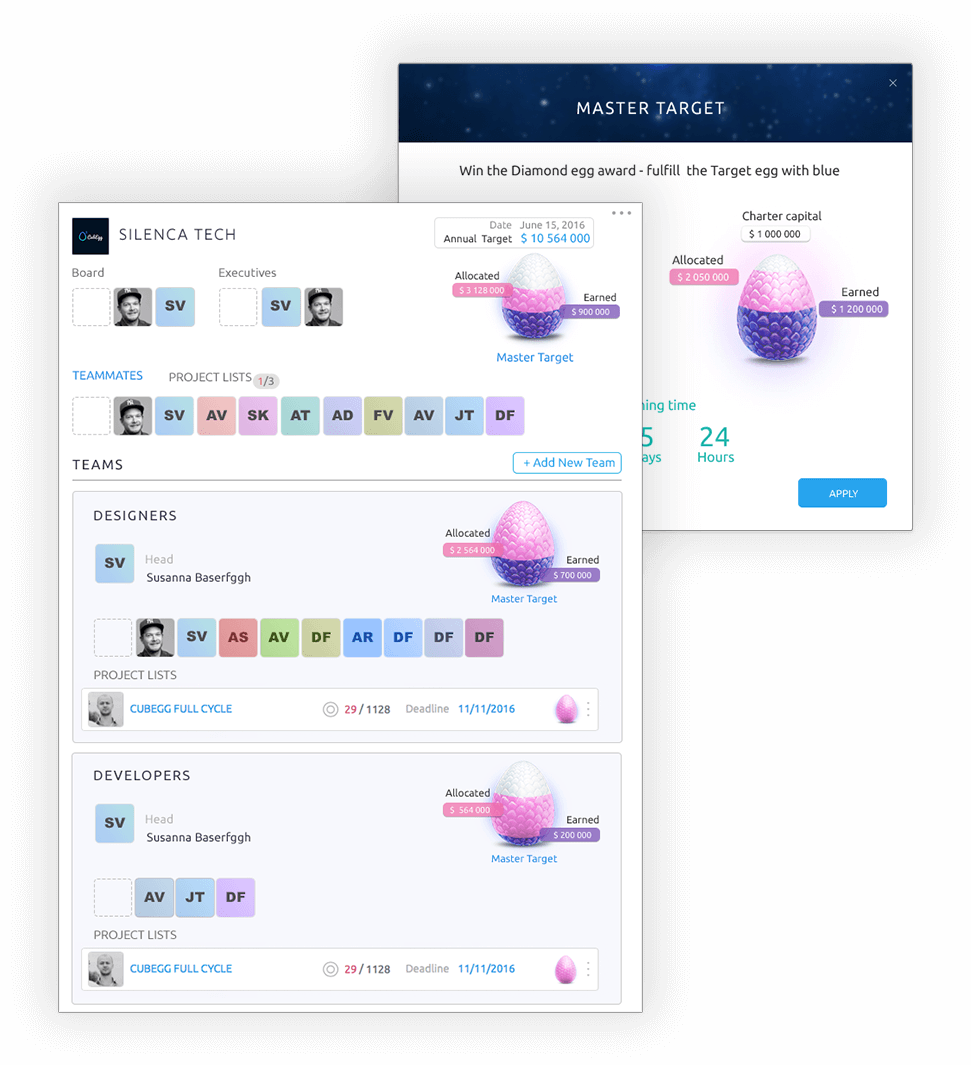 MASTER TARGET
Win the Diamond egg award - fulfill the Target egg with blue
Charter capital
$ 1 000 000
Allocated
$ 2 050 000
Earned
$ 1 200 000
ning time
5
24
ays
Hours
APPLY
CubEgg
SILENCA TECH
Date June 15, 2016
Annual Target $ 10 564 000
Board
Executives
SV
SV
Allocated
$ 3 128 000
Earned
$ 900 000
Master Target
TEAMMATES
PROJECT LISTS 1/3
SV AV SK AT AD FV AV JT DF
TEAMS
+ Add New Team
DESIGNERS
Allocated
$ 2 564 000
Earned
$ 700 000
Master Target
SV
Head
Susanna Baserfggh
SV AS AV DF AR DF DF DF
PROJECT LISTS
CUBEGG FULL CYCLE 29 / 1128 Deadline 11/11/2016
DEVELOPERS
Allocated
$ 564 000
Earned
$ 200 000
Master Target
SV
Head
Susanna Baserfggh
AV JT DF
PROJECT LISTS
CUBEGG FULL CYCLE 29 / 1128 Deadline 11/11/2016